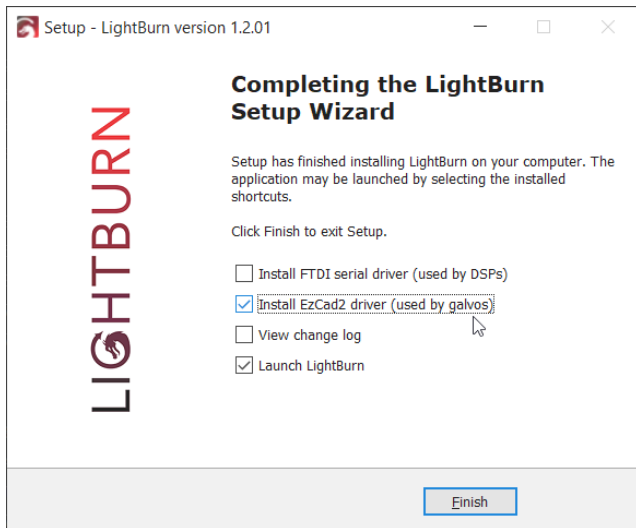 Setup - LightBurn version 1.2.01
LIGHTBURN
Completing the LightBurn
Setup Wizard
Setup has finished installing LightBurn on your computer. The
application may be launched by selecting the installed
shortcuts.
Click Finish to exit Setup.
Install FTDI serial driver (used by DSPs)
Install EzCad2 driver (used by galvos)
View change log
Launch LightBurn
Finish